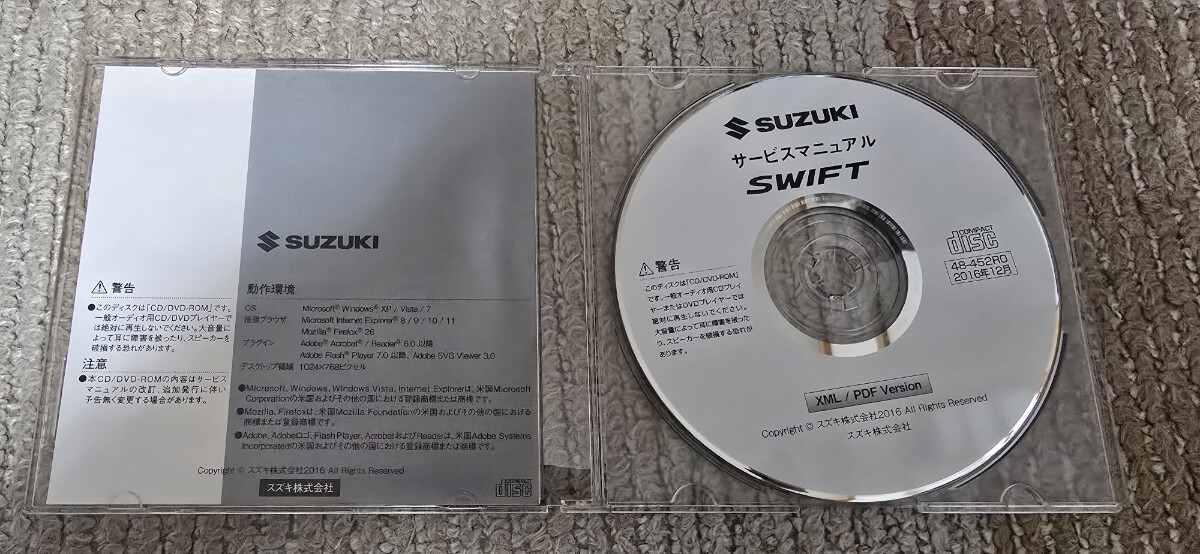 SUZUKI
警告
●このディスクは「CD/DVD-ROM」です。
一般オーディオ用CD/DVDプレイヤーで
は絶対に再生しないでください。大音量に
よって耳に障害を被ったり、スピーカーを
破損する恐れがあります。
注意
●本CD/DVD-ROMの内容はサービス
マニュアルの改訂、追加発行に伴い
予告無く変更する場合があります。
動作環境
OS Microsoft® Windows® XP / Vista / 7
推奨ブラウザ Microsoft Internet Explorer® 8 / 9 / 10 / 11
Mozilla® Firefox® 26
プラグイン Adobe® Acrobat® / Reader® 6.0 以降
Adobe Flash® Player 7.0 以降、Adobe SVG Viewer 3.0
デスクトップ領域 1024×768ピクセル
●Microsoft、Windows、Windows Vista、Internet Explorerは、米国Microsoft
Corporationの米国およびその他の国における登録商標または商標です。
●Mozilla、Firefoxは、米国Mozilla Foundationの米国およびその他の国における
商標または登録商標です。
●Adobe、Adobeロゴ、Flash Player、AcrobatおよびReaderは、米国Adobe Systems
Incorporatedの米国およびその他の国における登録商標または商標です。
Copyright © スズキ株式会社2016 All Rights Reserved
スズキ株式会社
COMPACT
disc
SUZUKI
サービスマニュアル
SWIFT
COMPACT
disc
48-452R0
2016年12月
警告
このディスクは「CD/DVD-ROM」
です。一般オーディオ用CDプレイ
ヤーまたはDVDプレイヤーでは
絶対に再生しないでください。大音
量によって耳に障害を被った
り、スピーカーを破損する恐れが
あります。
XML / PDF Version
Copyright © スズキ株式会社2016 All Rights Reserved
スズキ株式会社